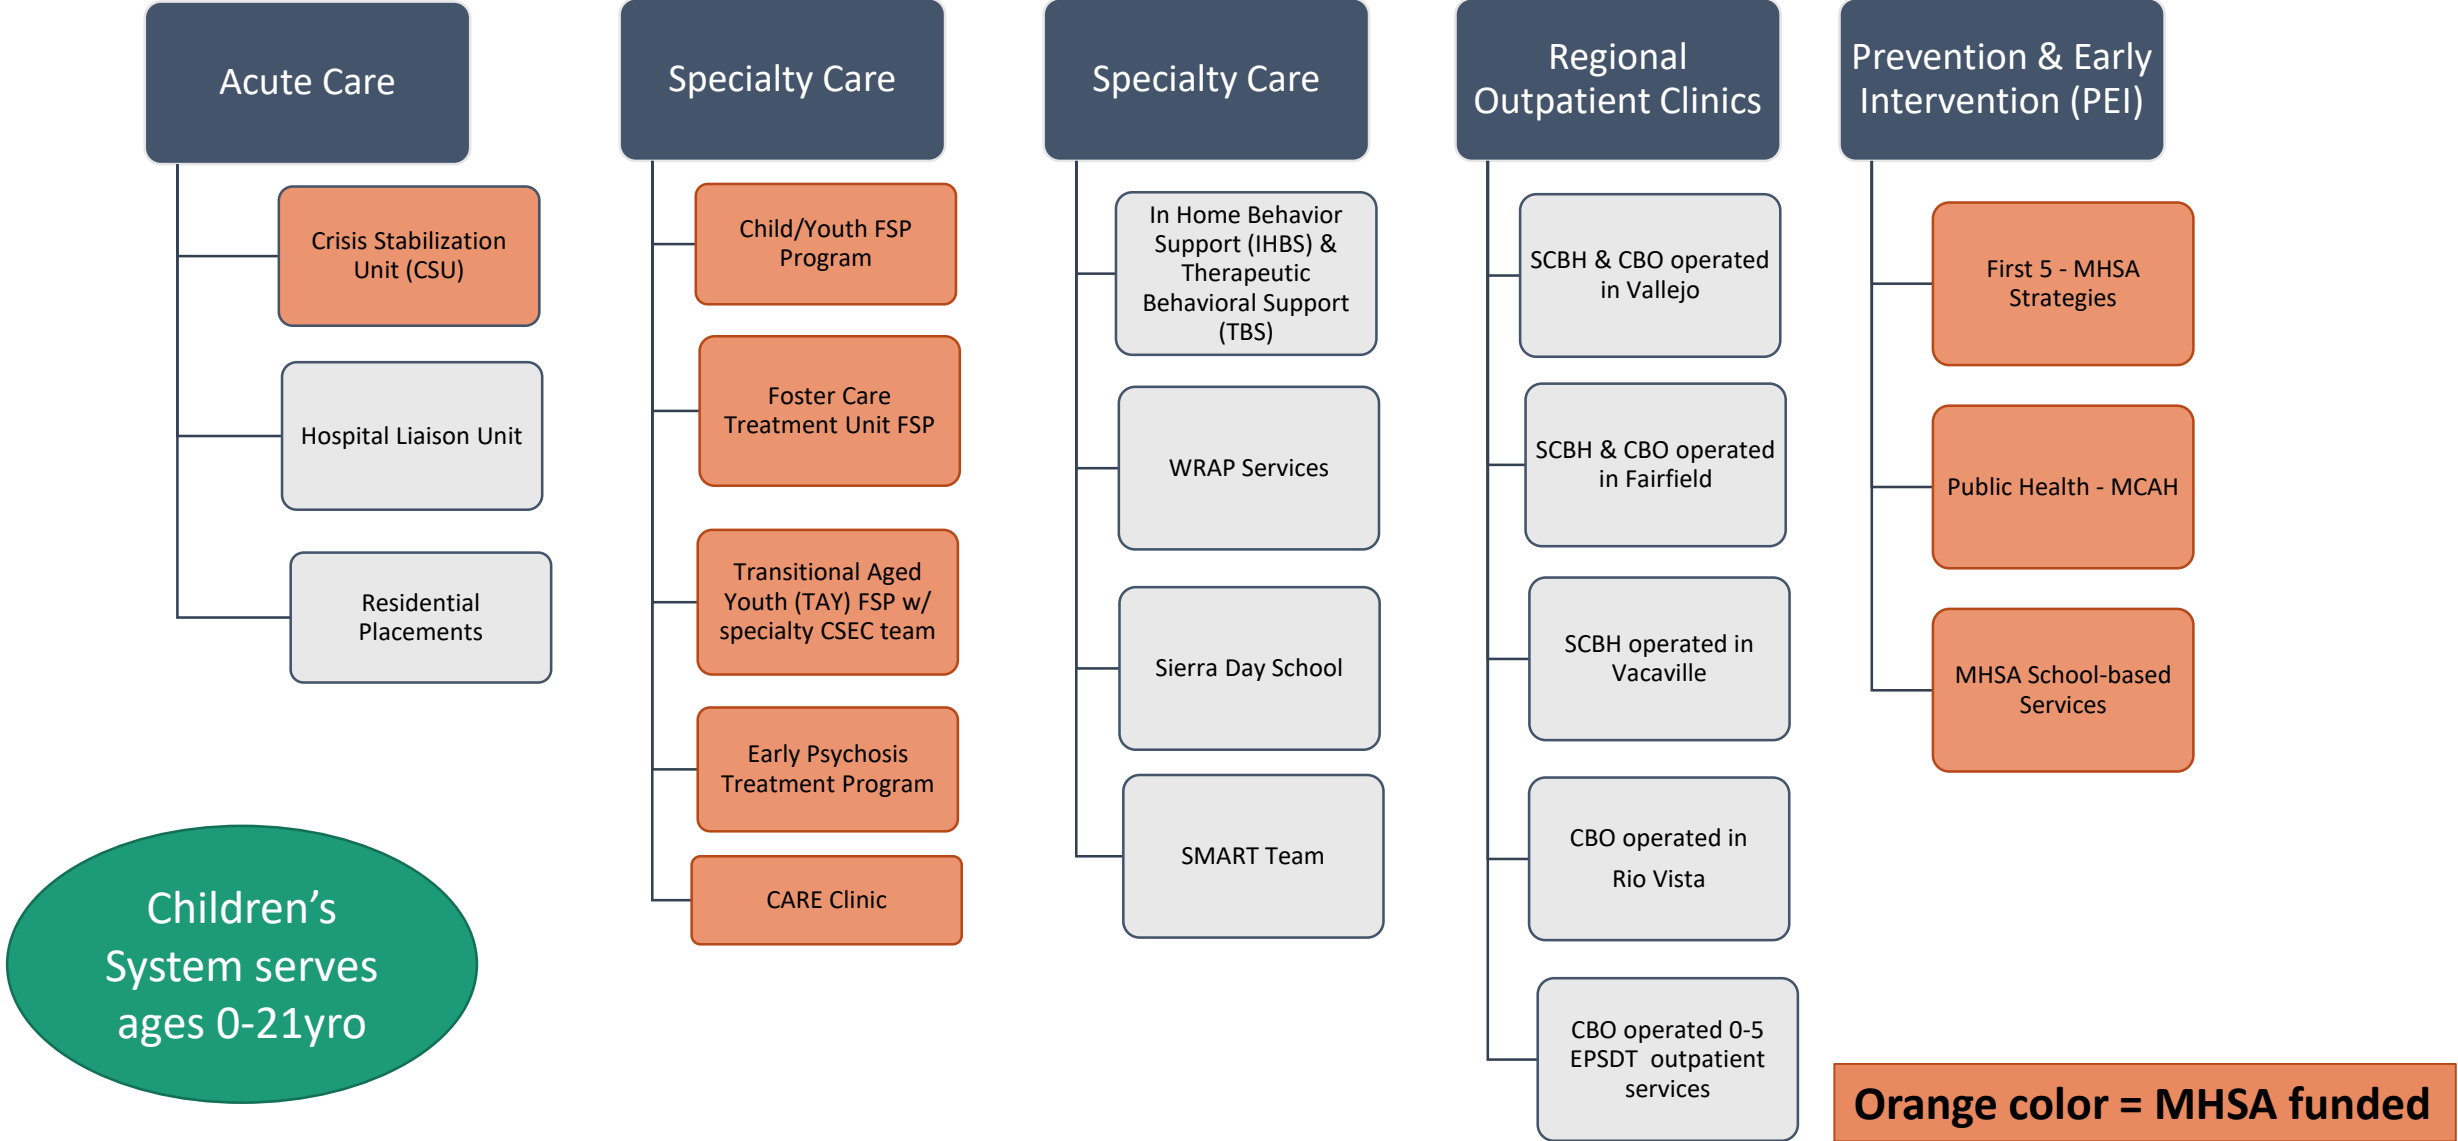 Acute Care
Crisis Stabilization
Unit (CSU)
Hospital Liaison Unit
Residential
Placements
Specialty Care
Child/Youth FSP
Program
Foster Care
Treatment Unit FSP
Transitional Aged
Youth (TAY) FSP w/
specialty CSEC team
Early Psychosis
Treatment Program
CARE Clinic
Specialty Care
In Home Behavior
Support (IHBS) &
Therapeutic
Behavioral Support
(TBS)
WRAP Services
Sierra Day School
SMART Team
Regional
Outpatient Clinics
SCBH & CBO operated
in Vallejo
SCBH & CBO operated
in Fairfield
SCBH operated in
Vacaville
CBO operated in
Rio Vista
CBO operated 0-5
EPSDT outpatient
services
Prevention & Early
Intervention (PEI)
First 5 - MHSA
Strategies
Public Health - MCAH
MHSA School-based
Services
Children’s
System serves
ages 0-21yro
Orange color = MHSA funded